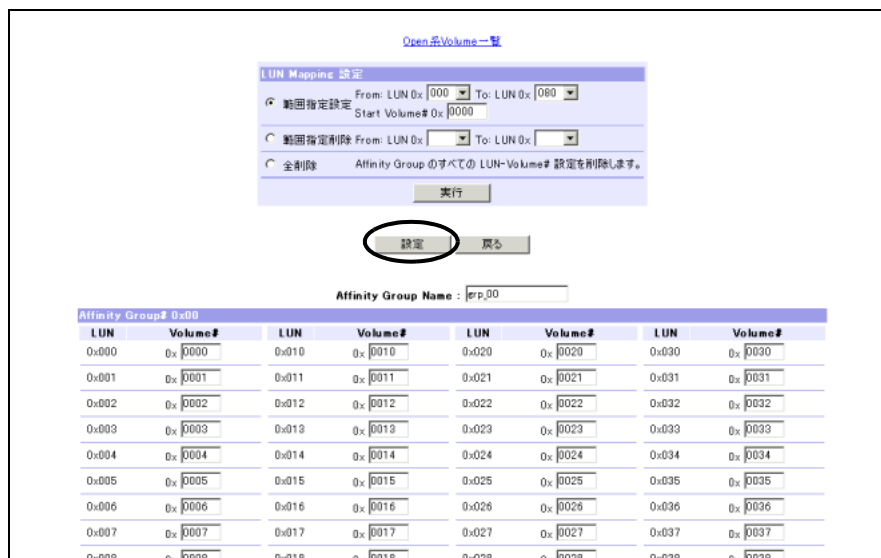 Open系Volume一覧
LUN Mapping 設定
範囲指定設定 From: LUN 0x 000 To: LUN 0x 080
Start Volume# 0x 0000
範囲指定削除 From: LUN 0x To: LUN 0x
全削除 Affinity Group のすべての LUN-Volume# 設定を削除します。
実行
設定 戻る
Affinity Group Name : grp_00
Affinity Group# 0x00
LUN Volume# LUN Volume# LUN Volume# LUN Volume#
0x000 0x 0000 0x010 0x 0010 0x020 0x 0020 0x030 0x 0030
0x001 0x 0001 0x011 0x 0011 0x021 0x 0021 0x031 0x 0031
0x002 0x 0002 0x012 0x 0012 0x022 0x 0022 0x032 0x 0032
0x003 0x 0003 0x013 0x 0013 0x023 0x 0023 0x033 0x 0033
0x004 0x 0004 0x014 0x 0014 0x024 0x 0024 0x034 0x 0034
0x005 0x 0005 0x015 0x 0015 0x025 0x 0025 0x035 0x 0035
0x006 0x 0006 0x016 0x 0016 0x026 0x 0026 0x036 0x 0036
0x007 0x 0007 0x017 0x 0017 0x027 0x 0027 0x037 0x 0037